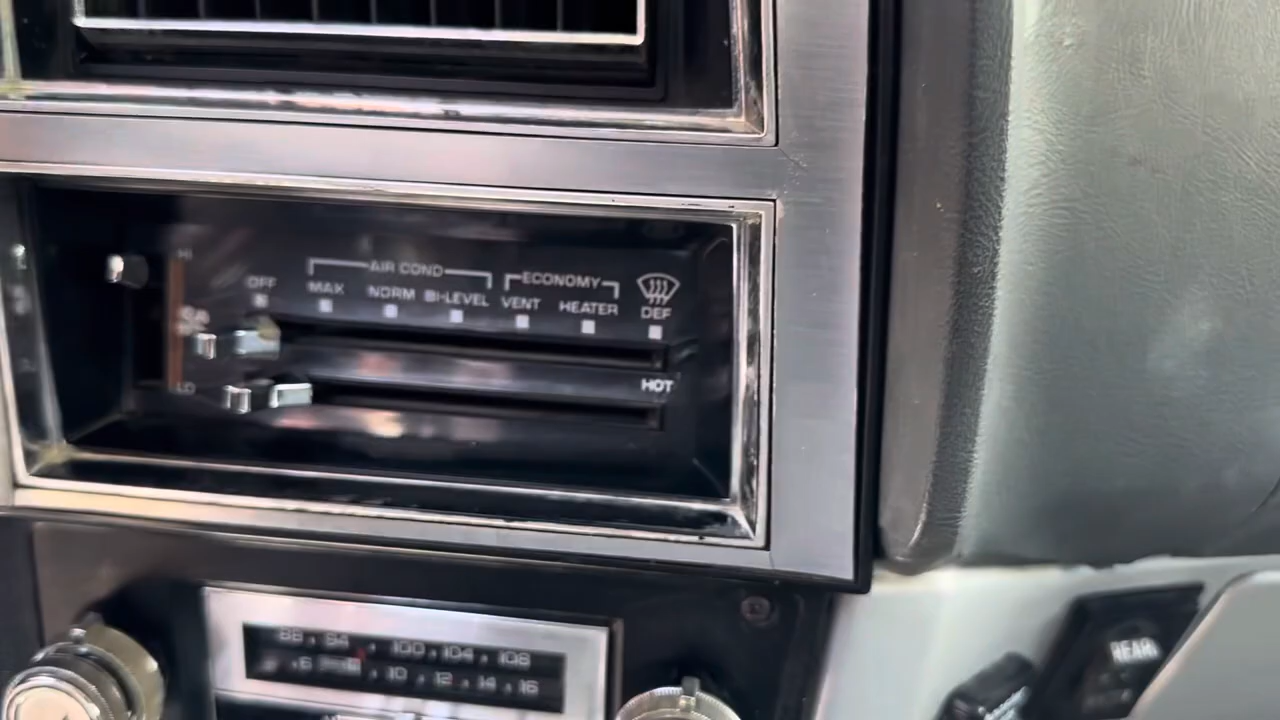 HI
AIR COND
ECONOMY
OFF MAX NORM BI-LEVEL VENT HEATER DEF
LO
HOT
88 94 100 104 108
6 10 12 14 16
REAR